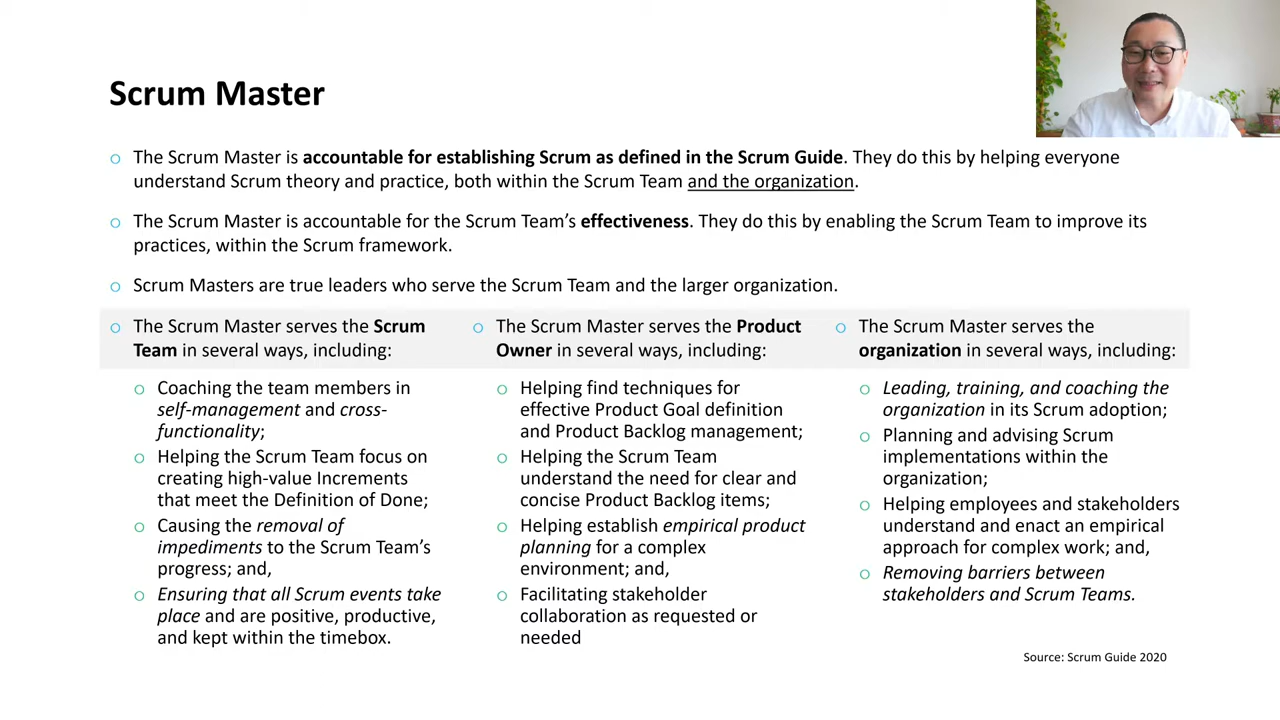 Scrum Master
o The Scrum Master is accountable for establishing Scrum as defined in the Scrum Guide. They do this by helping everyone
understand Scrum theory and practice, both within the Scrum Team and the organization.
o The Scrum Master is accountable for the Scrum Team’s effectiveness. They do this by enabling the Scrum Team to improve its
practices, within the Scrum framework.
o Scrum Masters are true leaders who serve the Scrum Team and the larger organization.
o The Scrum Master serves the Scrum
Team in several ways, including:
o Coaching the team members in
self-management and cross-
functionality;
o Helping the Scrum Team focus on
creating high-value Increments
that meet the Definition of Done;
o Causing the removal of
impediments to the Scrum Team’s
progress; and,
o Ensuring that all Scrum events take
place and are positive, productive,
and kept within the timebox.
o The Scrum Master serves the Product
Owner in several ways, including:
o Helping find techniques for
effective Product Goal definition
and Product Backlog management;
o Helping the Scrum Team
understand the need for clear and
concise Product Backlog items;
o Helping establish empirical product
planning for a complex
environment; and,
o Facilitating stakeholder
collaboration as requested or
needed
o The Scrum Master serves the
organization in several ways, including:
o Leading, training, and coaching the
organization in its Scrum adoption;
o Planning and advising Scrum
implementations within the
organization;
o Helping employees and stakeholders
understand and enact an empirical
approach for complex work; and,
o Removing barriers between
stakeholders and Scrum Teams.
Source: Scrum Guide 2020